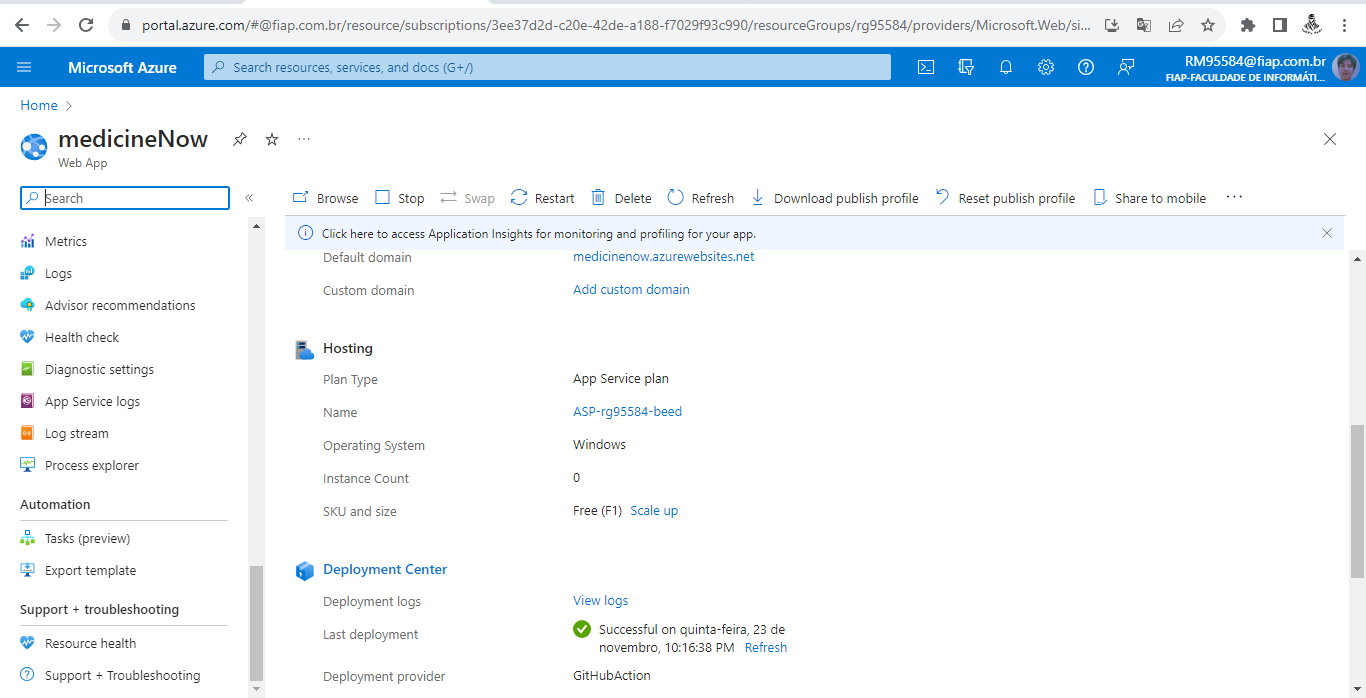 portal.azure.com/#@fiap.com.br/resource/subscriptions/3ee37d2d-c20e-42de-a188-f7029f93c990/resourceGroups/rg95584/providers/Microsoft.Web/si...
Microsoft Azure
Search resources, services, and docs (G+/)
RM95584@fiap.com.br
FIAP-FACULDADE DE INFORMÁTI...
Home
medicineNow
Web App
Search
Browse
Stop
Swap
Restart
Delete
Refresh
Download publish profile
Reset publish profile
Share to mobile
Click here to access Application Insights for monitoring and profiling for your app.
Metrics
Logs
Advisor recommendations
Health check
Diagnostic settings
App Service logs
Log stream
Process explorer
Automation
Tasks (preview)
Export template
Support + troubleshooting
Resource health
Support + Troubleshooting
Default domain medicinenow.azurewebsites.net
Custom domain Add custom domain
Hosting
Plan Type App Service plan
Name ASP-rg95584-beed
Operating System Windows
Instance Count 0
SKU and size Free (F1) Scale up
Deployment Center
Deployment logs View logs
Last deployment Successful on quinta-feira, 23 de
novembro, 10:16:38 PM Refresh
Deployment provider GitHubAction